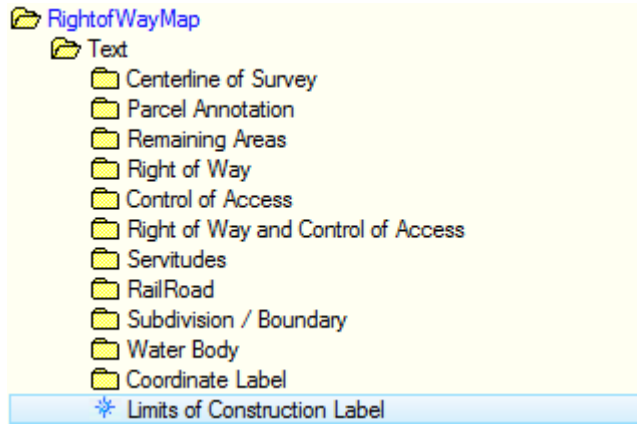 RightofWayMap
Text
Centerline of Survey
Parcel Annotation
Remaining Areas
Right of Way
Control of Access
Right of Way and Control of Access
Servitudes
RailRoad
Subdivision / Boundary
Water Body
Coordinate Label
Limits of Construction Label